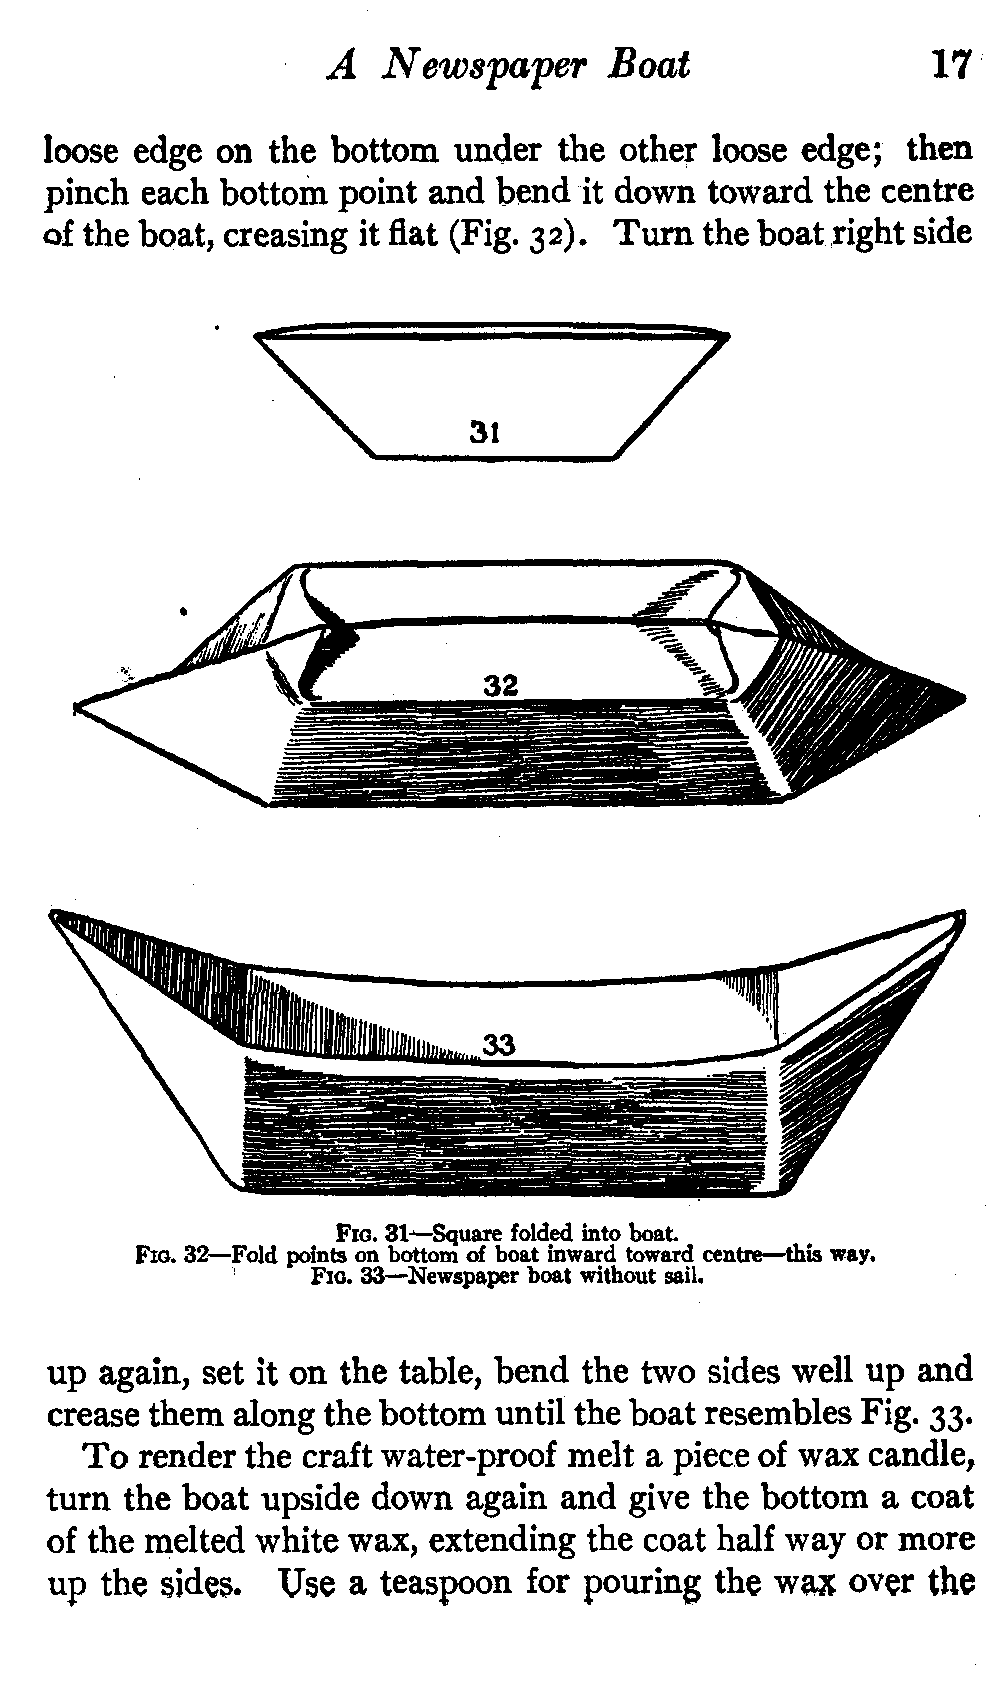 A Newspaper Boat 17
loose edge on the bottom under the other loose edge; then
pinch each bottom point and bend it down toward the centre
of the boat, creasing it flat (Fig. 32). Turn the boat right side
31
32
33
Fig. 31—Square folded into boat.
Fig. 32—Fold points on bottom of boat inward toward centre—this way.
Fig. 33—Newspaper boat without sail.
up again, set it on the table, bend the two sides well up and
crease them along the bottom until the boat resembles Fig. 33.
To render the craft water-proof melt a piece of wax candle,
turn the boat upside down again and give the bottom a coat
of the melted white wax, extending the coat half way or more
up the sides. Use a teaspoon for pouring the wax over the